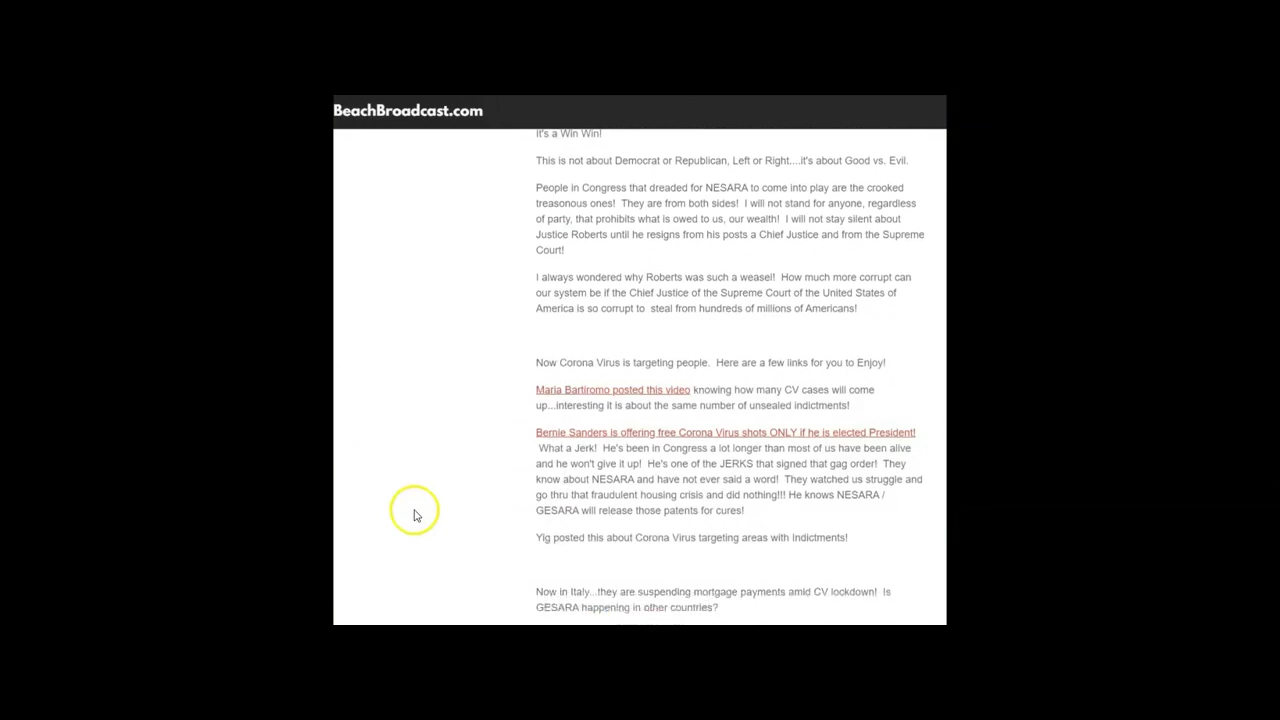 BeachBroadcast.com
It's a Win Win!
This is not about Democrat or Republican, Left or Right....it's about Good vs. Evil.
People in Congress that dreaded for NESARA to come into play are the crooked
treasonous ones!  They are from both sides!  I will not stand for anyone, regardless
of party, that prohibits what is owed to us, our wealth!  I will not stay silent about
Justice Roberts until he resigns from his posts a Chief Justice and from the Supreme
Court!
I always wondered why Roberts was such a weasel!  How much more corrupt can
our system be if the Chief Justice of the Supreme Court of the United States of
America is so corrupt to  steal from hundreds of millions of Americans!
Now Corona Virus is targeting people.  Here are a few links for you to Enjoy!
Maria Bartiromo posted this video knowing how many CV cases will come
up...interesting it is about the same number of unsealed indictments!
Bernie Sanders is offering free Corona Virus shots ONLY if he is elected President!
What a Jerk!  He's been in Congress a lot longer than most of us have been alive
and he won't give it up!  He's one of the JERKS that signed that gag order!  They
know about NESARA and have not ever said a word!  They watched us struggle and
go thru that fraudulent housing crisis and did nothing!!! He knows NESARA /
GESARA will release those patents for cures!
Yig posted this about Corona Virus targeting areas with Indictments!
Now in Italy...they are suspending mortgage payments amid CV lockdown!  Is
GESARA happening in other countries?